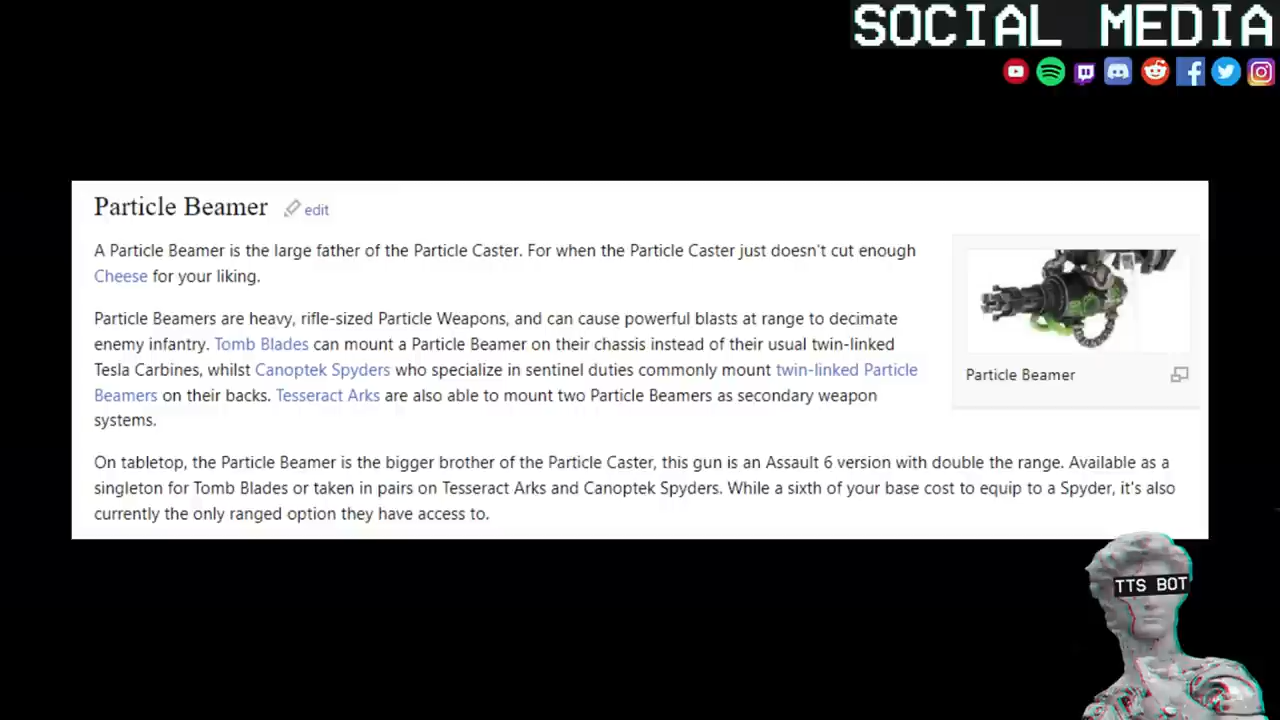 SOCIAL MEDIA
Particle Beamer edit
A Particle Beamer is the large father of the Particle Caster. For when the Particle Caster just doesn't cut enough
Cheese for your liking.
Particle Beamers are heavy, rifle-sized Particle Weapons, and can cause powerful blasts at range to decimate
enemy infantry. Tomb Blades can mount a Particle Beamer on their chassis instead of their usual twin-linked
Tesla Carbines, whilst Canoptek Spyders who specialize in sentinel duties commonly mount twin-linked Particle
Beamers on their backs. Tesseract Arks are also able to mount two Particle Beamers as secondary weapon
systems.
Particle Beamer
On tabletop, the Particle Beamer is the bigger brother of the Particle Caster, this gun is an Assault 6 version with double the range. Available as a
singleton for Tomb Blades or taken in pairs on Tesseract Arks and Canoptek Spyders. While a sixth of your base cost to equip to a Spyder, it's also
currently the only ranged option they have access to.
TTS BOT